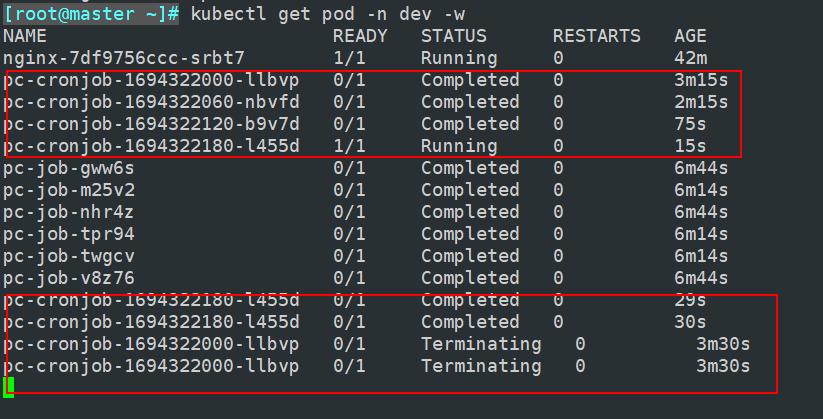 [root@master ~]# kubectl get pod -n dev -w
NAME READY STATUS RESTARTS AGE
nginx-7df9756ccc-srbt7 1/1 Running 0 42m
pc-cronjob-1694322000-llbvp 0/1 Completed 0 3m15s
pc-cronjob-1694322060-nbvfd 0/1 Completed 0 2m15s
pc-cronjob-1694322120-b9v7d 0/1 Completed 0 75s
pc-cronjob-1694322180-l455d 1/1 Running 0 15s
pc-job-gww6s 0/1 Completed 0 6m44s
pc-job-m25v2 0/1 Completed 0 6m14s
pc-job-nhr4z 0/1 Completed 0 6m44s
pc-job-tpr94 0/1 Completed 0 6m14s
pc-job-twgcv 0/1 Completed 0 6m14s
pc-job-v8z76 0/1 Completed 0 6m44s
pc-cronjob-1694322180-l455d 0/1 Completed 0 29s
pc-cronjob-1694322180-l455d 0/1 Completed 0 30s
pc-cronjob-1694322000-llbvp 0/1 Terminating 0 3m30s
pc-cronjob-1694322000-llbvp 0/1 Terminating 0 3m30s